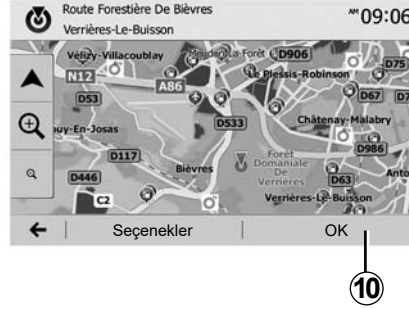 Route Forestière De Bièvres
Verrières-Le-Buisson
AM 09:06
Vélizy-Villacoublay
Meudon-La-Forêt
D906
Le Plessis-Robinson
D75
N12
A86
D53
D67
D533
Châtenay-Malabry
uy-En-Josas
D986
D117
Bièvres
Forêt
Domaniale
De
Verrières
D446
D63
Anto
C2
Verrières-Le-Buisson
Seçenekler
OK
10